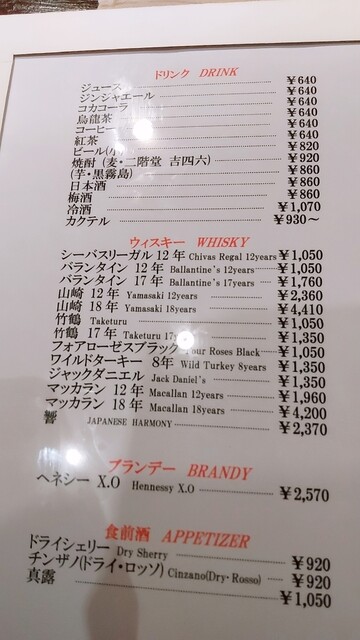 ドリンク DRINK
ジュース ¥640
ジンジャエール ¥640
コカコーラ ¥640
烏龍茶 ¥640
コーヒー ¥640
紅茶 ¥640
ビール ¥820
焼酎 (麦・二階堂 吉四六) ¥920
(芋・黒霧島) ¥860
日本酒 ¥860
梅酒 ¥860
冷酒 ¥1,070
カクテル ¥930～
ウィスキー WHISKY
シーバスリーガル 12年 Chivas Regal 12years ¥1,050
バランタイン 12年 Ballantine's 12years ¥1,050
バランタイン 17年 Ballantine's 17years ¥1,760
山崎 12年 Yamasaki 12years ¥2,360
山崎 18年 Yamasaki 18years ¥4,410
竹鶴 Taketuru ¥1,050
竹鶴 17年 Taketuru ¥1,350
フォアローゼスブラック Four Roses Black ¥1,050
ワイルドターキー 8年 Wild Turkey 8years ¥1,350
ジャックダニエル Jack Daniel's ¥1,350
マッカラン 12年 Macallan 12years ¥1,960
マッカラン 18年 Macallan 18years ¥4,200
響 JAPANESE HARMONY ¥2,370
ブランデー BRANDY
ヘネシー X.O Hennessy X.O ¥2,570
食前酒 APPETIZER
ドライシェリー Dry Sherry ¥920
チンザノ(ドライ・ロッソ) Cinzano(Dry・Rosso) ¥920
真露 ¥1,050